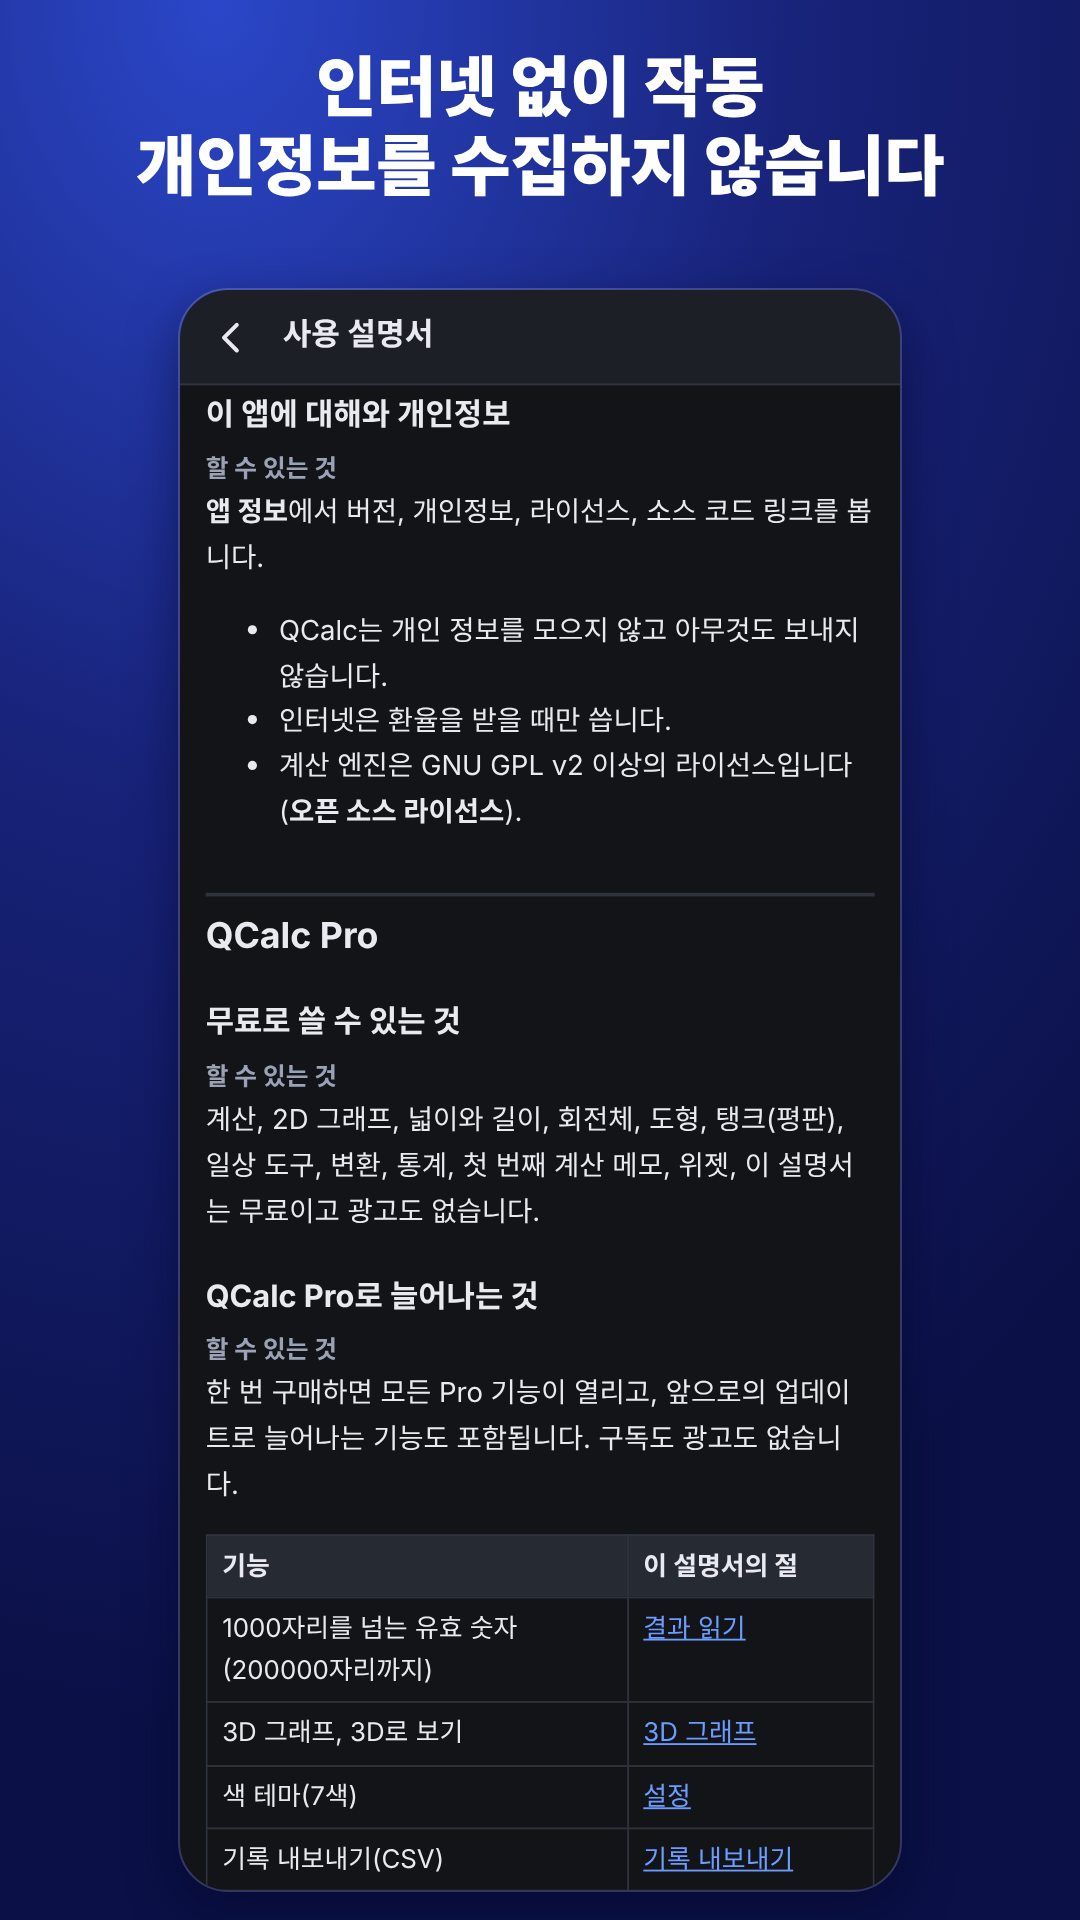 인터넷 없이 작동
개인정보를 수집하지 않습니다
사용 설명서
이 앱에 대해와 개인정보
할 수 있는 것
앱 정보에서 버전, 개인정보, 라이선스, 소스 코드 링크를 봅
니다.
• QCalc는 개인 정보를 모으지 않고 아무것도 보내지
않습니다.
• 인터넷은 환율을 받을 때만 씁니다.
• 계산 엔진은 GNU GPL v2 이상의 라이선스입니다
(오픈 소스 라이선스).
QCalc Pro
무료로 쓸 수 있는 것
할 수 있는 것
계산, 2D 그래프, 넓이와 길이, 회전체, 도형, 탱크(평판),
일상 도구, 변환, 통계, 첫 번째 계산 메모, 위젯, 이 설명서
는 무료이고 광고도 없습니다.
QCalc Pro로 늘어나는 것
할 수 있는 것
한 번 구매하면 모든 Pro 기능이 열리고, 앞으로의 업데이
트로 늘어나는 기능도 포함됩니다. 구독도 광고도 없습니
다.
기능 이 설명서의 절
1000자리를 넘는 유효 숫자 결과 읽기
(200000자리까지)
3D 그래프, 3D로 보기 3D 그래프
색 테마(7색) 설정
기록 내보내기(CSV) 기록 내보내기